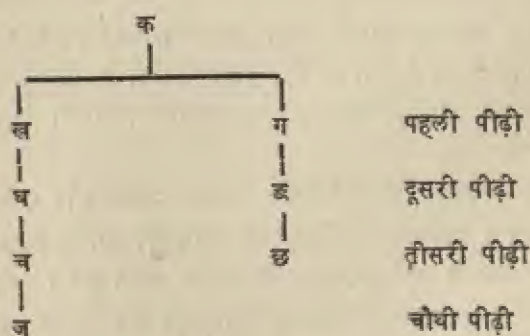 क
ख ग पहली पीढ़ी
घ ङ दूसरी पीढ़ी
च छ तीसरी पीढ़ी
ज चौथी पीढ़ी